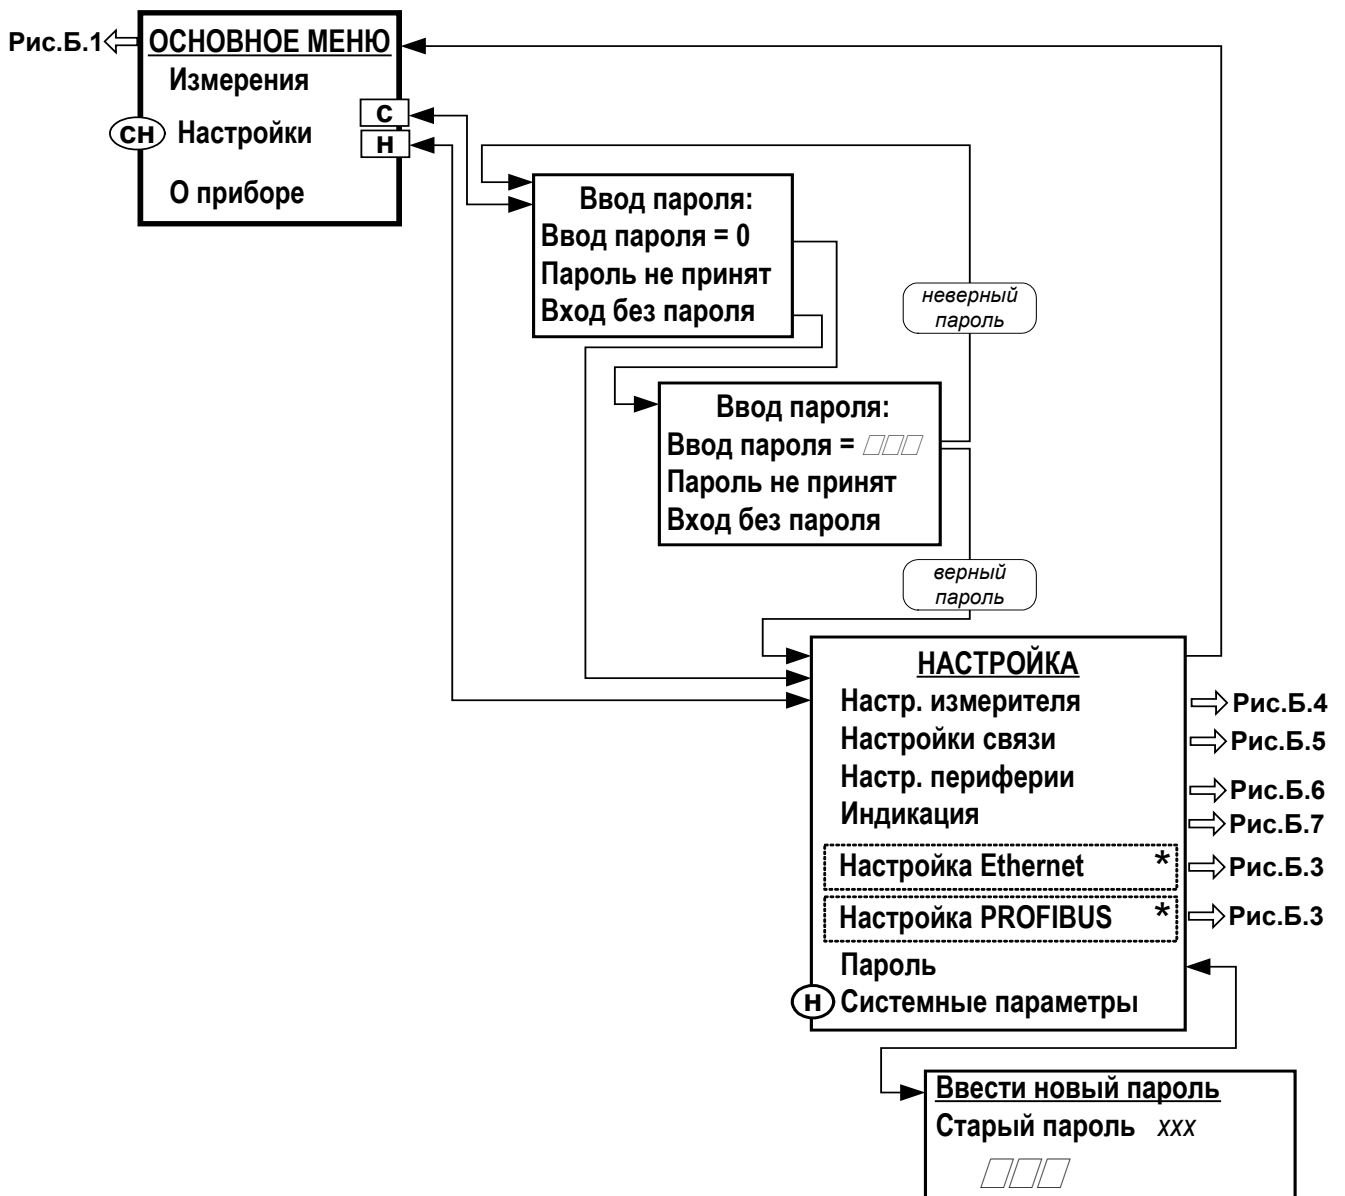 Рис.Б.1
ОСНОВНОЕ МЕНЮ
Измерения
С
СН Настройки
Н
О приборе
Ввод пароля:
Ввод пароля = 0
Пароль не принят
Вход без пароля
неверный
пароль
Ввод пароля:
Ввод пароля =
Пароль не принят
Вход без пароля
верный
пароль
НАСТРОЙКА
Настр. измерителя
Рис.Б.4
Настройки связи
Рис.Б.5
Настр. периферии
Рис.Б.6
Индикация
Рис.Б.7
Настройка Ethernet *
Рис.Б.3
Настройка PROFIBUS *
Рис.Б.3
Пароль
Н Системные параметры
Ввести новый пароль
Старый пароль xxx